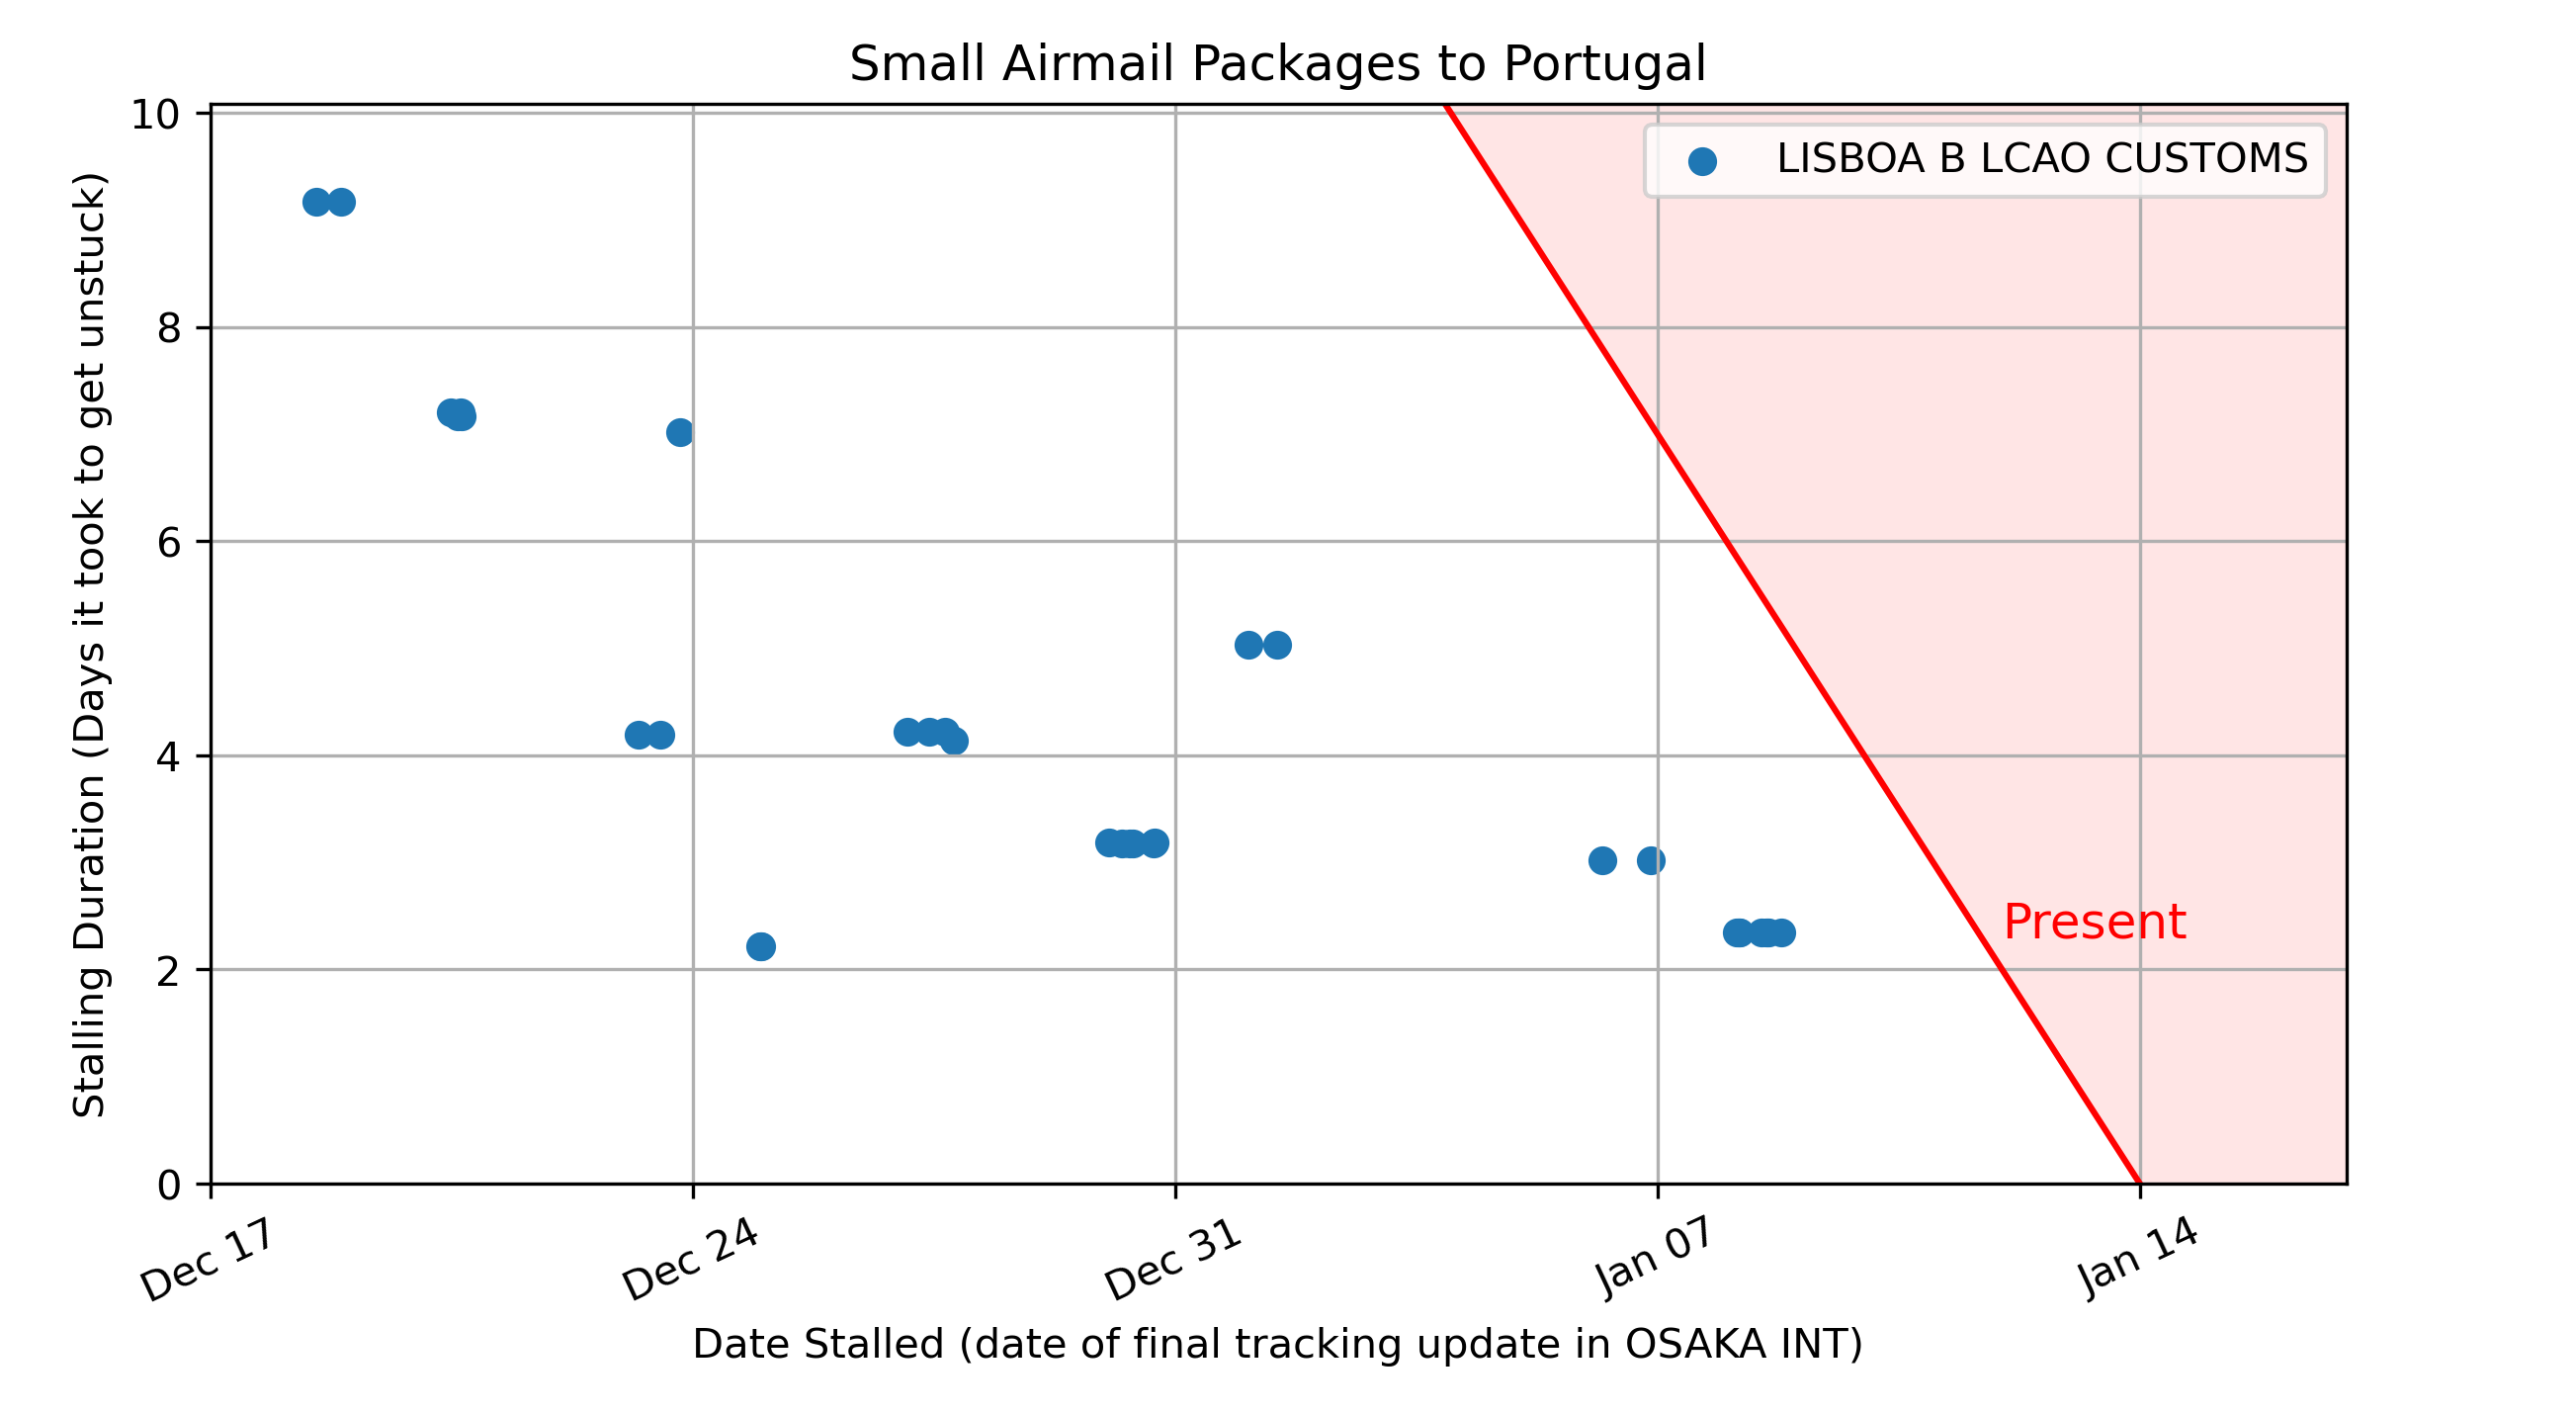 Small Airmail Packages to Portugal
Stalling Duration (Days it took to get unstuck)
10
8
6
4
2
0
LISBOA B LCAO CUSTOMS
Present
Dec 17
Dec 24
Dec 31
Jan 07
Jan 14
Date Stalled (date of final tracking update in OSAKA INT)